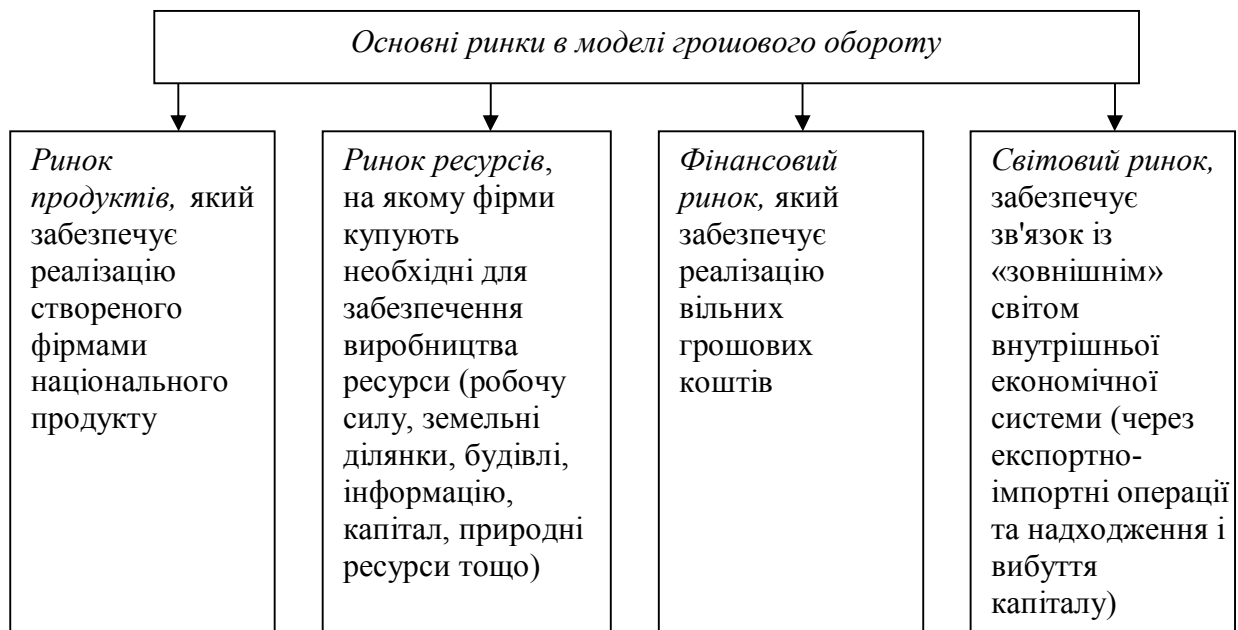 Основні ринки в моделі грошового обороту
Ринок
продуктів, який
забезпечує
реалізацію
створеного
фірмами
національного
продукту
Ринок ресурсів,
на якому фірми
купують
необхідні для
забезпечення
виробництва
ресурси (робочу
силу, земельні
ділянки, будівлі,
інформацію,
капітал, природні
ресурси тощо)
Фінансовий
ринок, який
забезпечує
реалізацію
вільних
грошових
коштів
Світовий ринок,
забезпечує
зв'язок із
«зовнішнім»
світом
внутрішньої
економічної
системи (через
експортно-
імпортні операції
та надходження і
вибуття
капіталу)